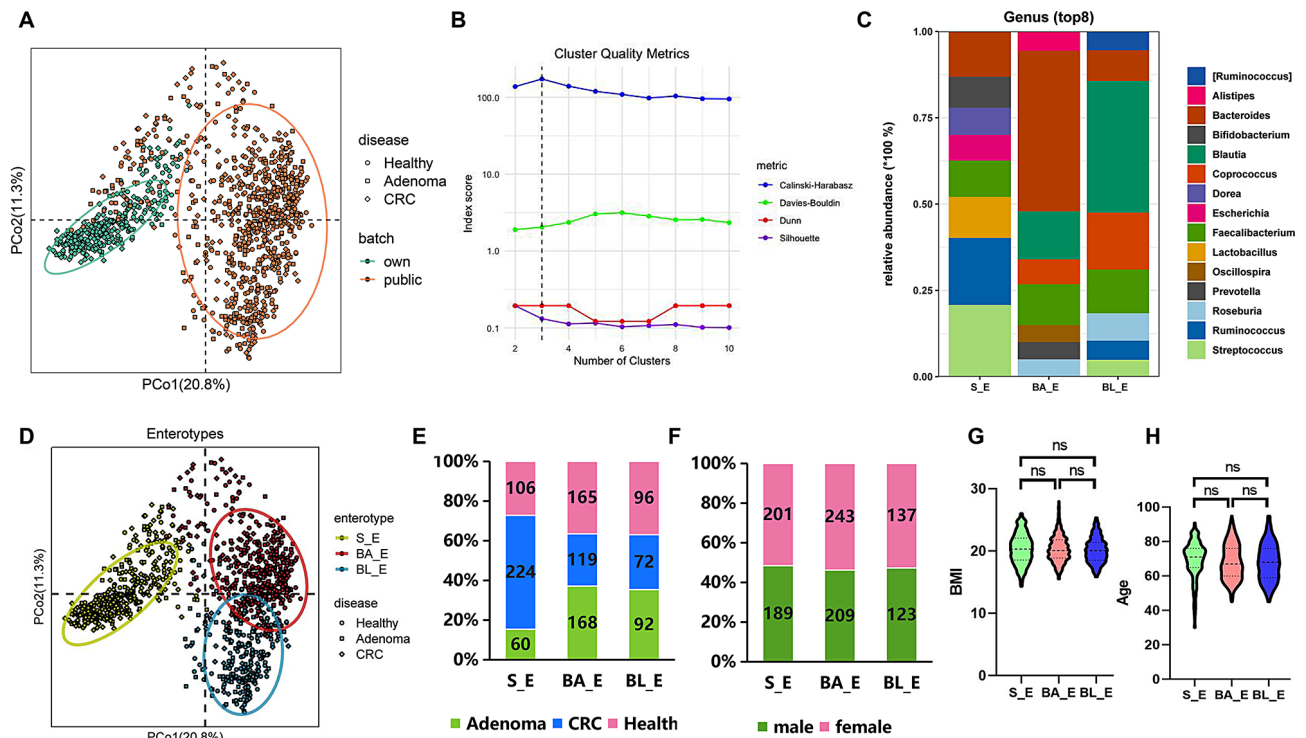 A
PCo2(11.3%)
PCo1(20.8%)
disease
Healthy
Adenoma
CRC
batch
own
public
B
Cluster Quality Metrics
Index score
100.0
10.0
1.0
0.1
2
4
6
8
10
Number of Clusters
metric
Calinski-Harabasz
Davies-Bouldin
Dunn
Silhouette
C
Genus (top8)
relative abundance (*100 %)
1.00
0.75
0.50
0.25
0.00
S_E
BA_E
BL_E
[Ruminococcus]
Alistipes
Bacteroides
Bifidobacterium
Blautia
Coprococcus
Dorea
Escherichia
Faecalibacterium
Lactobacillus
Oscillospira
Prevotella
Roseburia
Ruminococcus
Streptococcus
D
Enterotypes
PCo2(11.3%)
PCo1(20.8%)
enterotype
S_E
BA_E
BL_E
disease
Healthy
Adenoma
CRC
E
100%
80%
60%
40%
20%
0%
106
165
96
224
119
72
60
168
92
S_E
BA_E
BL_E
Adenoma
CRC
Health
F
100%
80%
60%
40%
20%
0%
201
243
137
189
209
123
S_E
BA_E
BL_E
male
female
G
ns
ns
ns
BMI
30
20
10
0
S_E
BA_E
BL_E
H
ns
ns
ns
Age
100
80
60
40
20
0
S_E
BA_E
BL_E